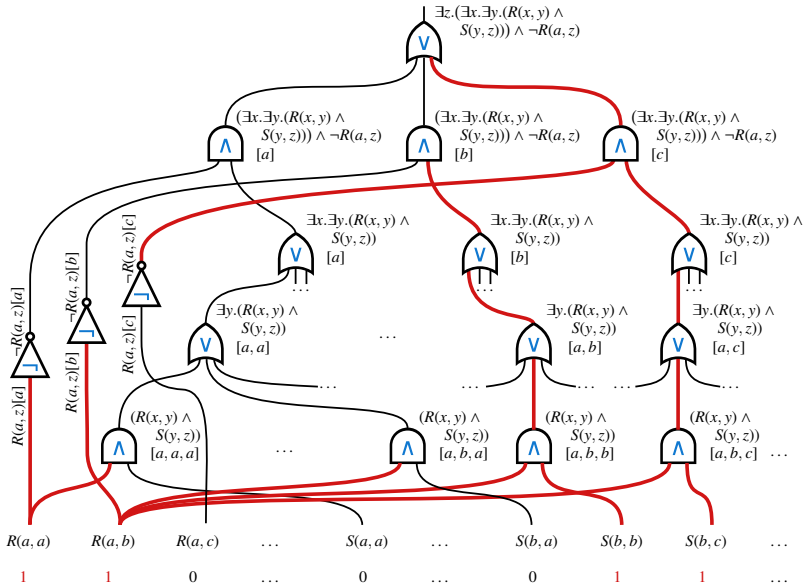 ∃z.(∃x.∃y.(R(x, y) ∧
S(y, z))) ∧ ¬R(a, z)
∨
(∃x.∃y.(R(x, y) ∧
S(y, z))) ∧ ¬R(a, z)
[a]
∧
(∃x.∃y.(R(x, y) ∧
S(y, z))) ∧ ¬R(a, z)
[b]
∧
(∃x.∃y.(R(x, y) ∧
S(y, z))) ∧ ¬R(a, z)
[c]
∧
¬R(a, z)[a]
¬R(a, z)[b]
¬R(a, z)[c]
¬
¬
¬
R(a, z)[a]
R(a, z)[b]
R(a, z)[c]
∃x.∃y.(R(x, y) ∧
S(y, z))
[a]
∨
...
∃x.∃y.(R(x, y) ∧
S(y, z))
[b]
∨
...
∃x.∃y.(R(x, y) ∧
S(y, z))
[c]
∨
...
∃y.(R(x, y) ∧
S(y, z))
[a, a]
∨
...
...
∃y.(R(x, y) ∧
S(y, z))
[a, b]
∨
...
...
∃y.(R(x, y) ∧
S(y, z))
[a, c]
∨
...
...
(R(x, y) ∧
S(y, z))
[a, a, a]
∧
...
(R(x, y) ∧
S(y, z))
[a, b, a]
∧
(R(x, y) ∧
S(y, z))
[a, b, b]
∧
(R(x, y) ∧
S(y, z))
[a, b, c]
∧
...
R(a, a) R(a, b) R(a, c) ... S(a, a) ... S(b, a) S(b, b) S(b, c) ...
1 1 0 ... 0 ... 0 1 1 ...